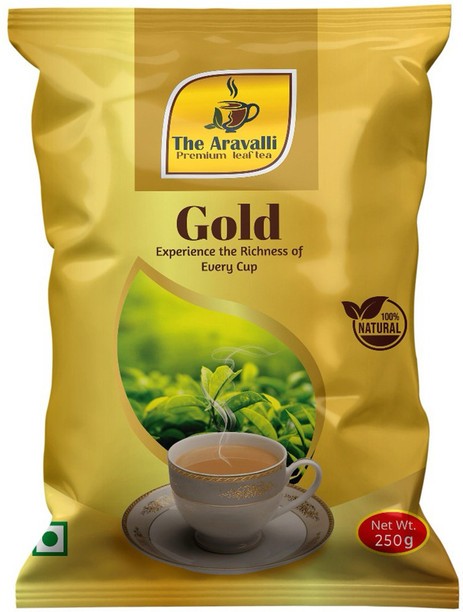 The Aravalli
Premium leaf tea
Gold
Experience the Richness of
Every Cup
100%
NATURAL
Net Wt.
250g